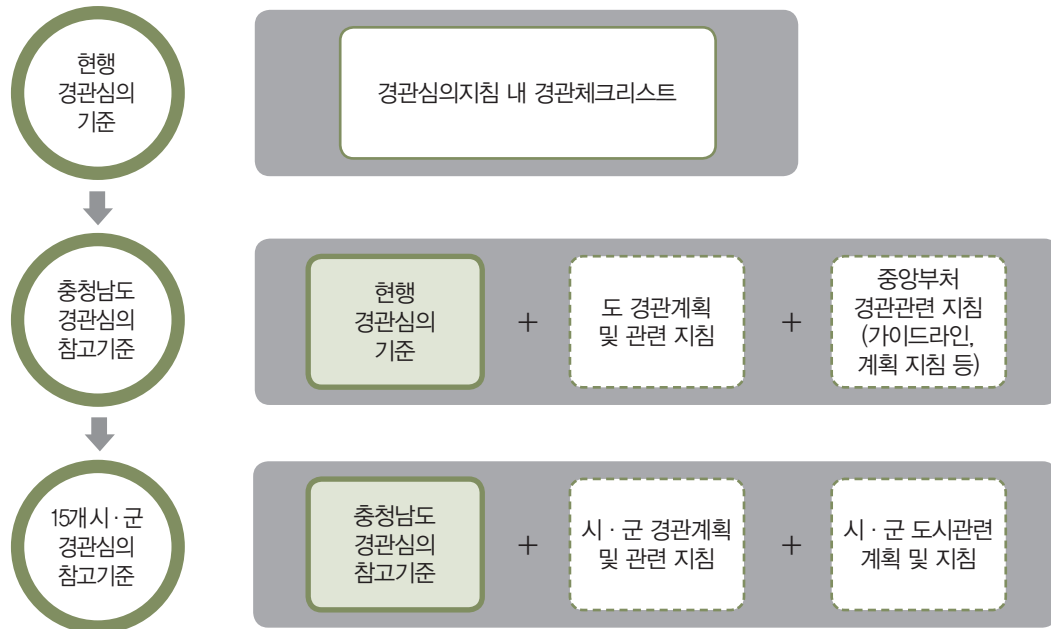 현행
경관심의
기준
경관심의지침 내 경관체크리스트
충청남도
경관심의
참고기준
현행
경관심의
기준
+
도 경관계획
및 관련 지침
+
중앙부처
경관관련 지침
(가이드라인,
계획 지침 등)
15개 시 · 군
경관심의
참고기준
충청남도
경관심의
참고기준
+
시 · 군 경관계획
및 관련 지침
+
시 · 군 도시관련
계획 및 지침